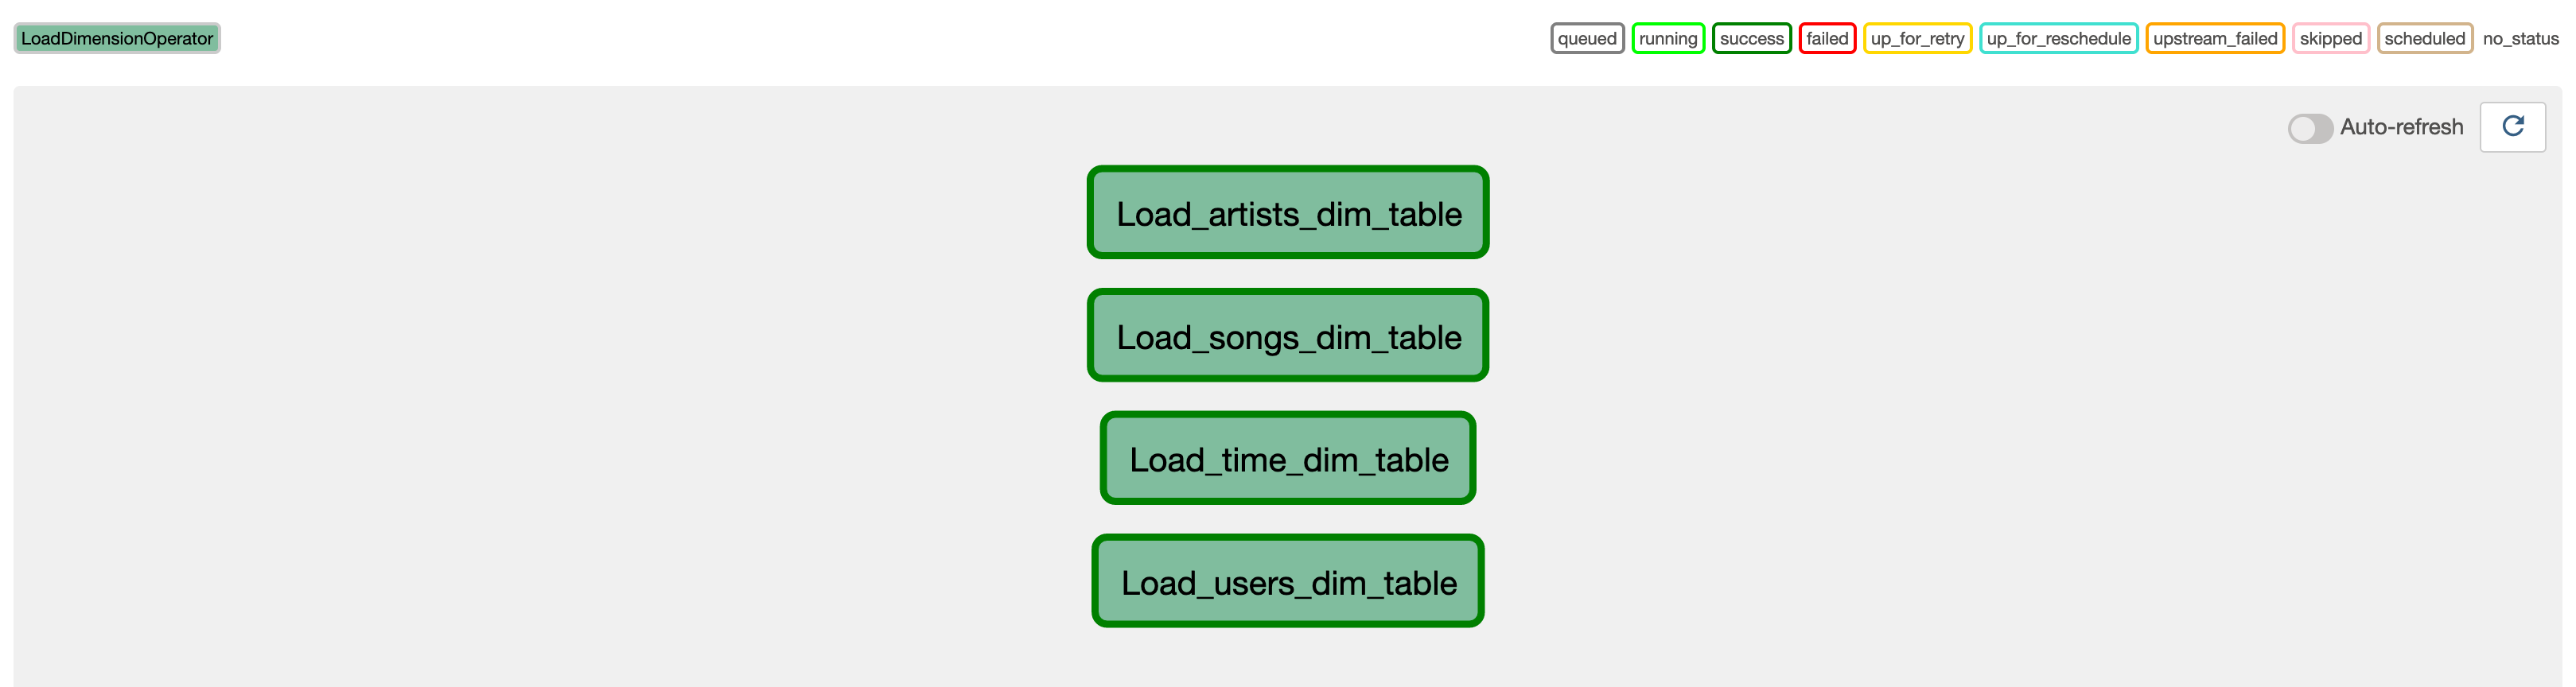 LoadDimensionOperator queued running success failed up_for_retry up_for_reschedule upstream_failed skipped scheduled no_status
Auto-refresh
Load_artists_dim_table
Load_songs_dim_table
Load_time_dim_table
Load_users_dim_table